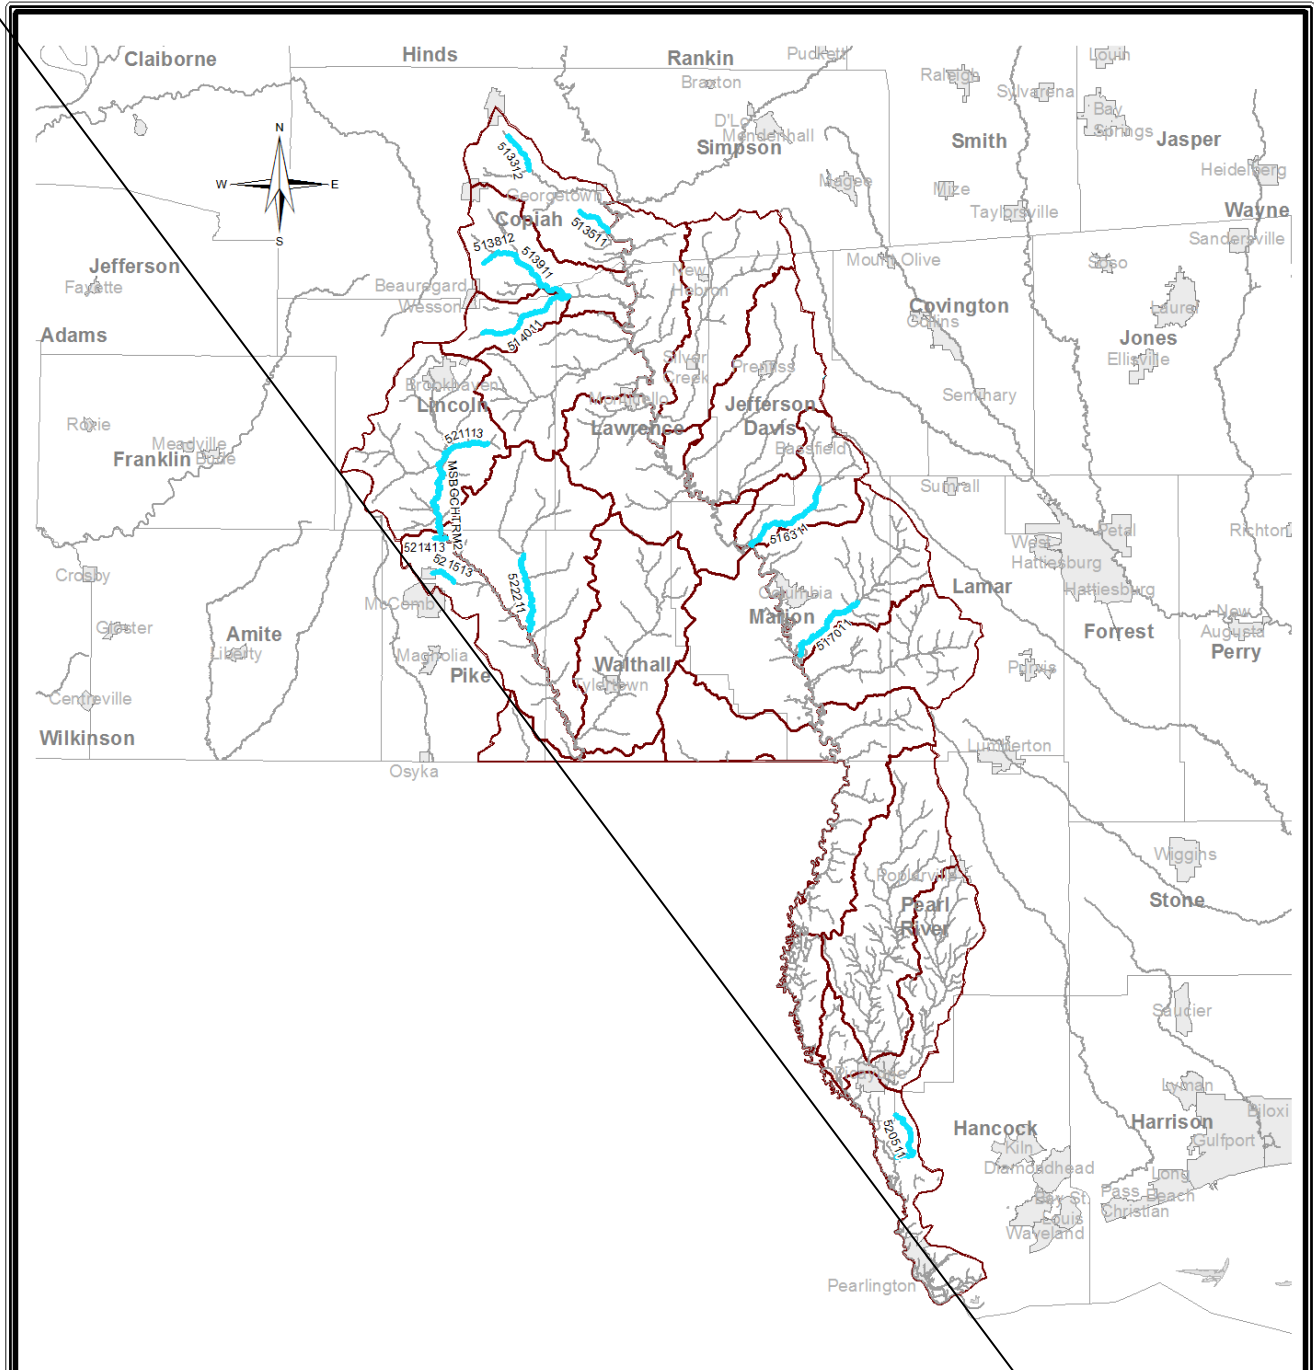 Claiborne
Hinds
Rankin
Puckett
Louin
Braxton
Raleigh
Sylvarena
Bay
Springs
D'Lo
Mendenhall
Simpson
Smith
Jasper
N
W
E
S
513312
Heidelberg
Magee
Mize
Georgetown
Copiah
Taylorsville
Wayne
513511
Sandersville
513812
513911
Jefferson
Fayette
Mount Olive
Soso
New
Hebron
Beauregard
Wesson
Covington
Collins
Laurel
Adams
514011
Jones
Ellisville
Silver
Creek
Prentiss
Brookhaven
Lincoln
Monticello
Lawrence
Jefferson
Davis
Seminary
Roxie
Meadville
Bude
Franklin
521113
Bassfield
MSBGCHTRM2
Sumrall
516311
Petal
Richton
West
Hattiesburg
Hattiesburg
521413
521513
Crosby
522211
McComb
Columbia
Marion
Lamar
517011
Gloster
Amite
Liberty
Forrest
New
Augusta
Perry
Magnolia
Pike
Walthall
Tylertown
Purvis
Centreville
Wilkinson
Lumberton
Osyka
Wiggins
Poplarville
Pearl
River
Stone
Saucier
Picayune
Lyman
520511
Hancock
Harrison
Biloxi
Kiln
Gulfport
Diamondhead
Long
Beach
Pass
Christian
Bay St.
Louis
Waveland
Pearlington